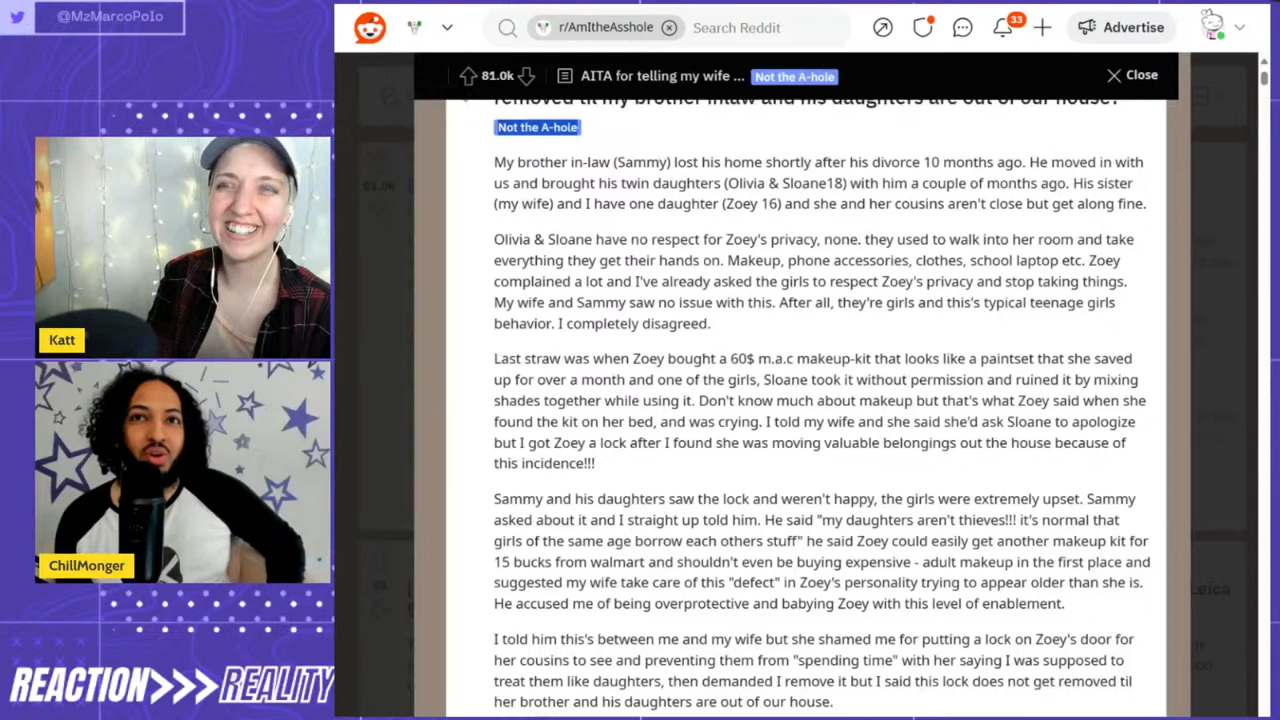 @MzMarcoPolo
r/AmITheAsshole
Search Reddit
33
Advertise
81.0k
AITA for telling my wife ...
Not the A-hole
Close
removed til my brother inlaw and his daughters are out of our house?
Not the A-hole
My brother in-law (Sammy) lost his home shortly after his divorce 10 months ago. He moved in with
us and brought his twin daughters (Olivia & Sloane18) with him a couple of months ago. His sister
(my wife) and I have one daughter (Zoey 16) and she and her cousins aren't close but get along fine.
Olivia & Sloane have no respect for Zoey's privacy, none. they used to walk into her room and take
everything they get their hands on. Makeup, phone accessories, clothes, school laptop etc. Zoey
complained a lot and I've already asked the girls to respect Zoey's privacy and stop taking things.
My wife and Sammy saw no issue with this. After all, they're girls and this's typical teenage girls
behavior. I completely disagreed.
Last straw was when Zoey bought a 60$ m.a.c makeup-kit that looks like a paintset that she saved
up for over a month and one of the girls, Sloane took it without permission and ruined it by mixing
shades together while using it. Don't know much about makeup but that's what Zoey said when she
found the kit on her bed, and was crying. I told my wife and she said she'd ask Sloane to apologize
but I got Zoey a lock after I found she was moving valuable belongings out the house because of
this incidence!!!
Sammy and his daughters saw the lock and weren't happy, the girls were extremely upset. Sammy
asked about it and I straight up told him. He said "my daughters aren't thieves!!! it's normal that
girls of the same age borrow each others stuff" he said Zoey could easily get another makeup kit for
15 bucks from walmart and shouldn't even be buying expensive - adult makeup in the first place and
suggested my wife take care of this "defect" in Zoey's personality trying to appear older than she is.
He accused me of being overprotective and babying Zoey with this level of enablement.
I told him this's between me and my wife but she shamed me for putting a lock on Zoey's door for
her cousins to see and preventing them from "spending time" with her saying I was supposed to
treat them like daughters, then demanded I remove it but I said this lock does not get removed til
her brother and his daughters are out of our house.
Katt
ChillMonger
REACTION>>>REALITY